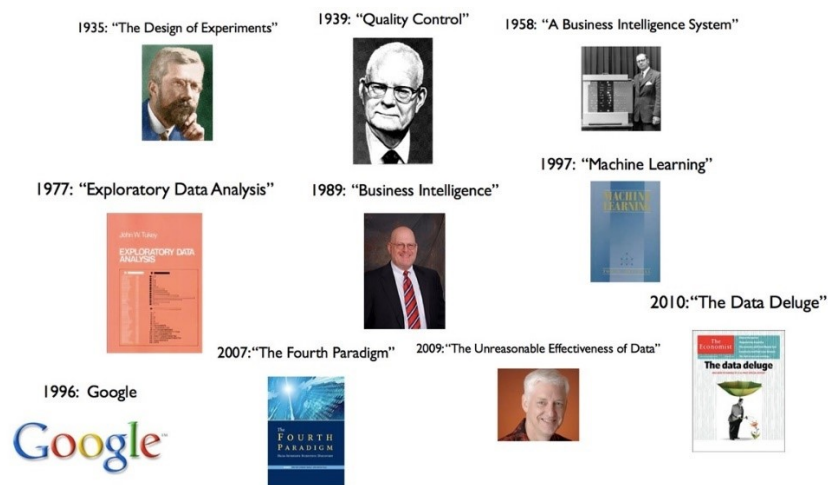 1935: “The Design of Experiments”
1939: “Quality Control”
1958: “A Business Intelligence System”
1977: “Exploratory Data Analysis”
John W. Tukey
EXPLORATORY DATA
ANALYSIS
1989: “Business Intelligence”
1997: “Machine Learning”
MACHINE
LEARNING
1996: Google
Google
2007:“The Fourth Paradigm”
The
FOURTH
PARADIGM
2009:“The Unreasonable Effectiveness of Data”
2010:“The Data Deluge”
The
Economist
The data deluge